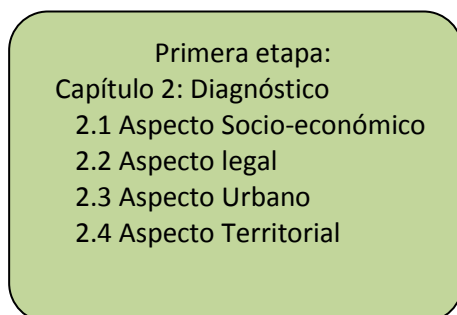 Primera etapa:
Capítulo 2: Diagnóstico
2.1 Aspecto Socio-económico
2.2 Aspecto legal
2.3 Aspecto Urbano
2.4 Aspecto Territorial